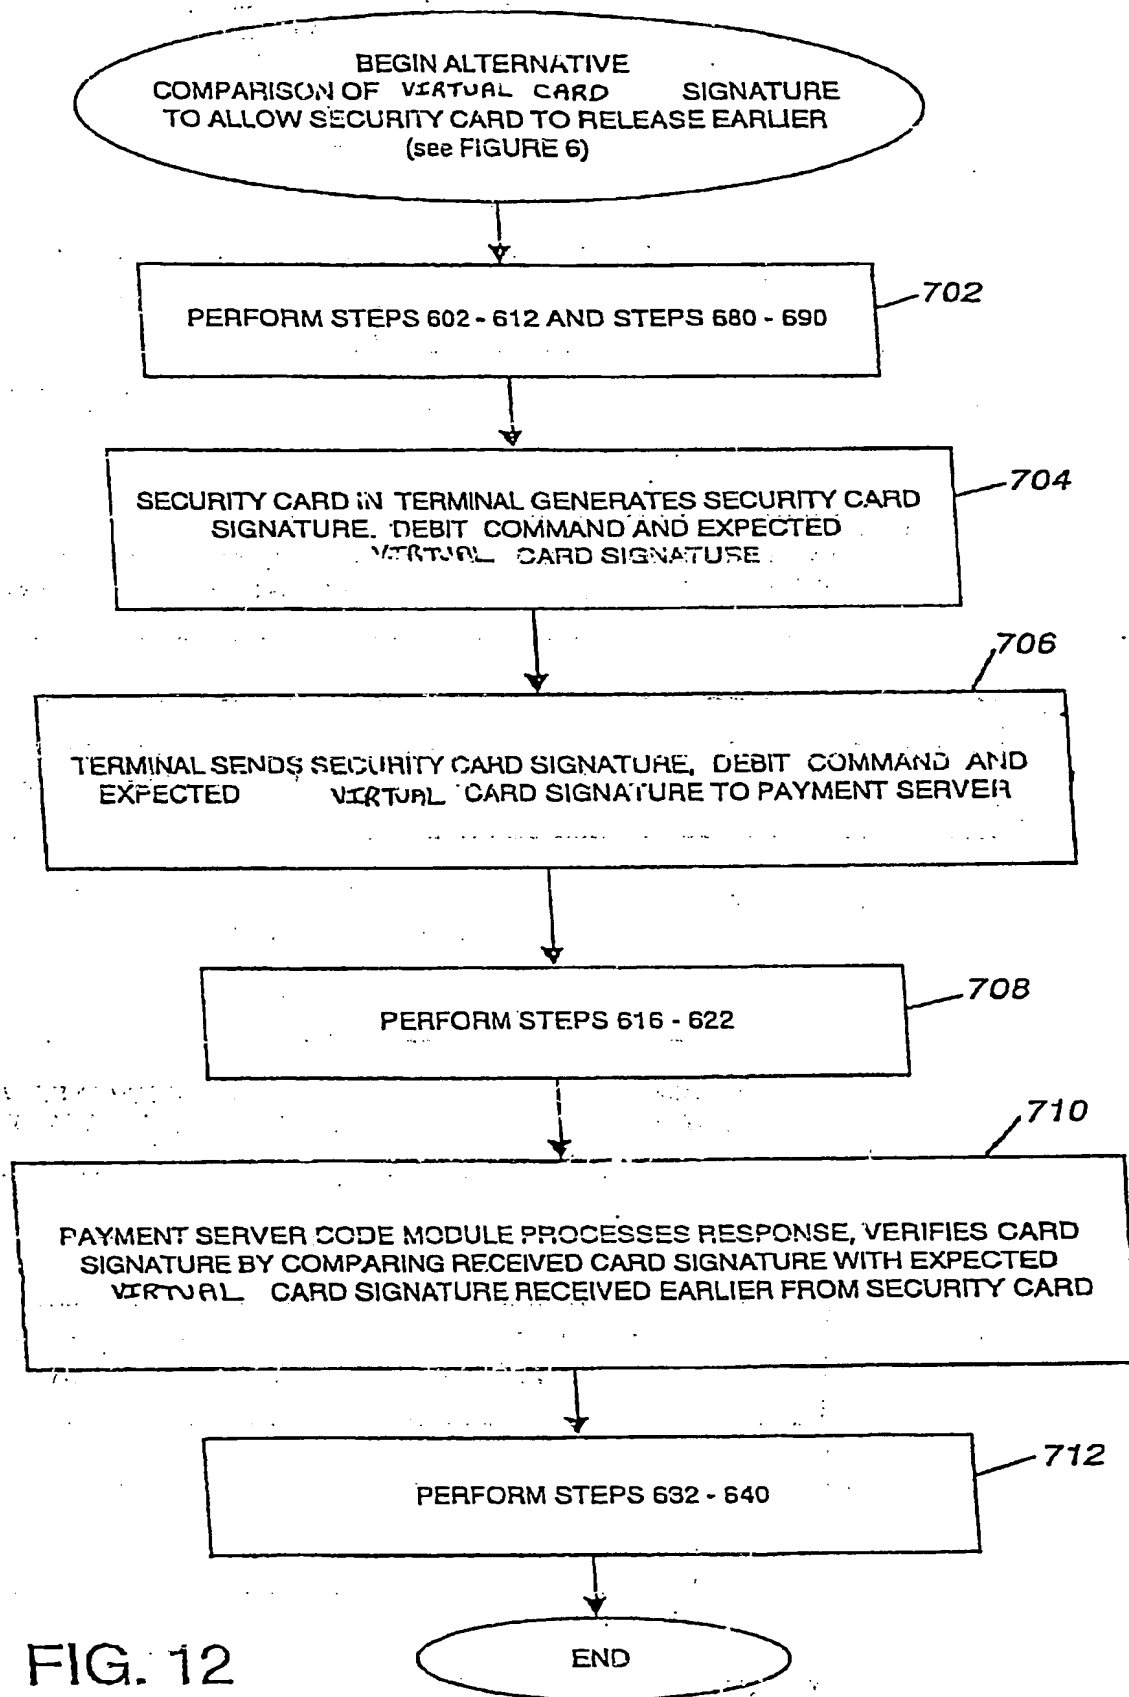 BEGIN ALTERNATIVE
COMPARISON OF VIRTUAL CARD SIGNATURE
TO ALLOW SECURITY CARD TO RELEASE EARLIER
(see FIGURE 6)
702
PERFORM STEPS 602 - 612 AND STEPS 680 - 690
704
SECURITY CARD IN TERMINAL GENERATES SECURITY CARD
SIGNATURE. DEBIT COMMAND AND EXPECTED
VIRTUAL CARD SIGNATURE
706
TERMINAL SENDS SECURITY CARD SIGNATURE, DEBIT COMMAND AND
EXPECTED VIRTUAL CARD SIGNATURE TO PAYMENT SERVER
708
PERFORM STEPS 616 - 622
710
PAYMENT SERVER CODE MODULE PROCESSES RESPONSE, VERIFIES CARD
SIGNATURE BY COMPARING RECEIVED CARD SIGNATURE WITH EXPECTED
VIRTUAL CARD SIGNATURE RECEIVED EARLIER FROM SECURITY CARD
712
PERFORM STEPS 632 - 640
END
FIG. 12